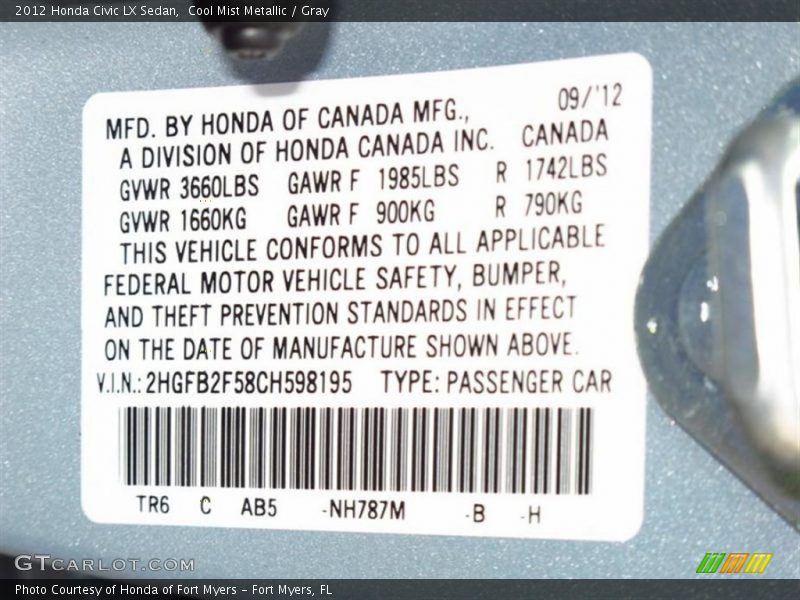 2012 Honda Civic LX Sedan,  Cool Mist Metallic / Gray
MFD. BY HONDA OF CANADA MFG., 09/'12
A DIVISION OF HONDA CANADA INC. CANADA
GVWR 3660LBS GAWR F 1985LBS R 1742LBS
GVWR 1660KG GAWR F 900KG R 790KG
THIS VEHICLE CONFORMS TO ALL APPLICABLE
FEDERAL MOTOR VEHICLE SAFETY, BUMPER,
AND THEFT PREVENTION STANDARDS IN EFFECT
ON THE DATE OF MANUFACTURE SHOWN ABOVE.
V.I.N.: 2HGFB2F58CH598195 TYPE: PASSENGER CAR
TR6 C AB5 -NH787M -B -H
GTCARLOT.COM
Photo Courtesy of Honda of Fort Myers – Fort Myers, FL